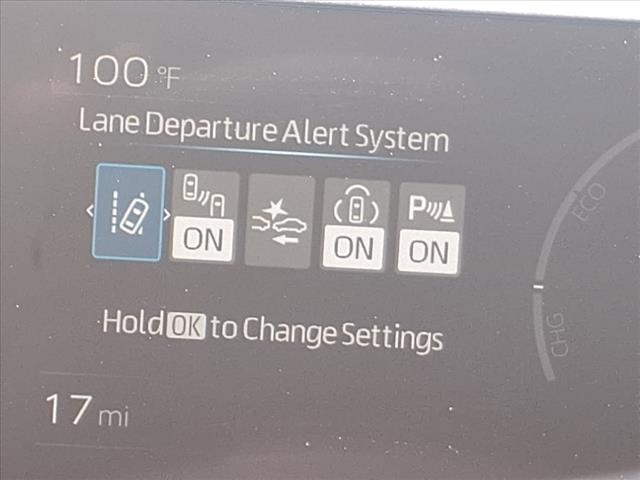 100 °F
Lane Departure Alert System
ON
ON
P
ON
Hold OK to Change Settings
ECO
CHG
17 mi